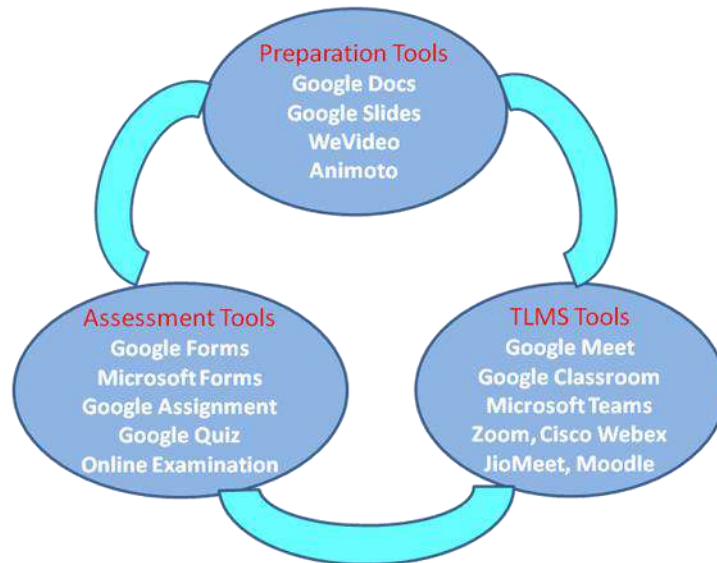 Preparation Tools
Google Docs
Google Slides
WeVideo
Animoto
Assessment Tools
Google Forms
Microsoft Forms
Google Assignment
Google Quiz
Online Examination
TLMS Tools
Google Meet
Google Classroom
Microsoft Teams
Zoom, Cisco Webex
JioMeet, Moodle